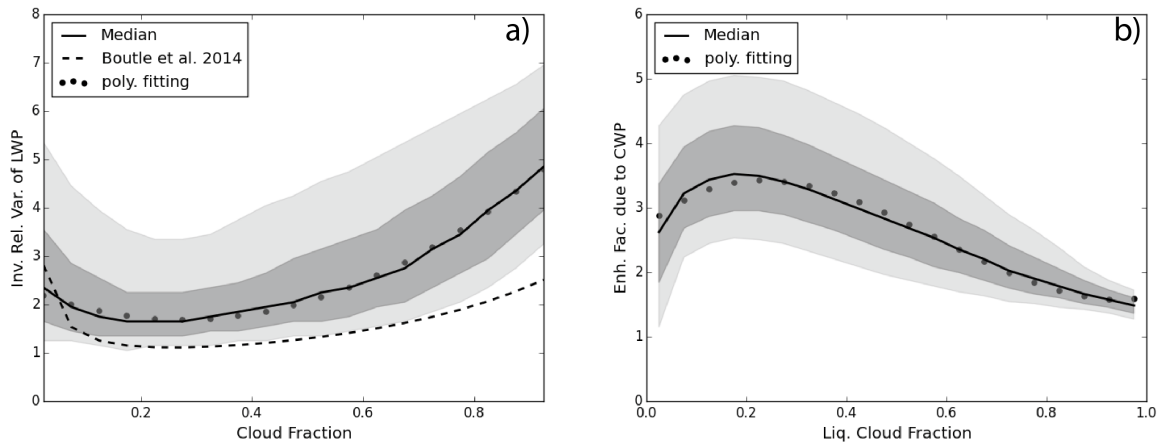 a)
Median
Boutle et al. 2014
poly. fitting
Inv. Rel. Var. of LWP
8
7
6
5
4
3
2
1
0
0.2
0.4
0.6
0.8
Cloud Fraction
b)
Median
poly. fitting
Enh. Fac. due to CWP
6
5
4
3
2
1
0
0.0
0.2
0.4
0.6
0.8
1.0
Liq. Cloud Fraction